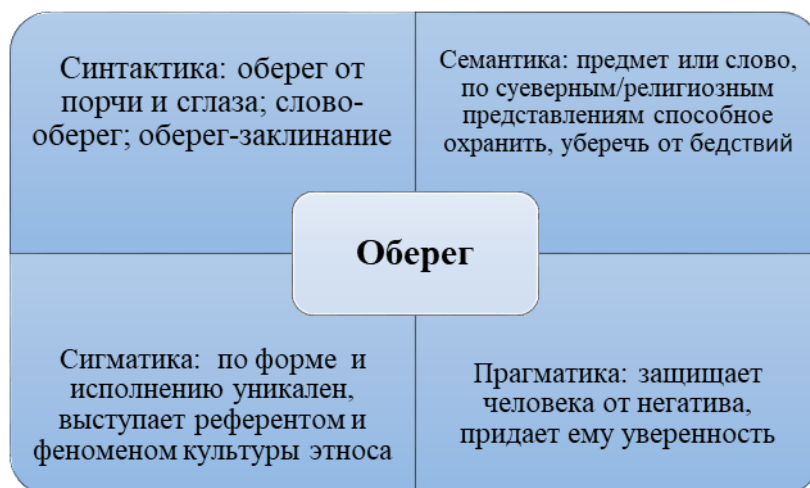 Синтактика: оберег от
порчи и сглаза; слово-
оберег; оберег-заклинание
Семантика: предмет или слово,
по суеверным/религиозным
представлениям способное
охранить, уберечь от бедствий
Оберег
Сигматика: по форме и
исполнению уникален,
выступает референтом и
феноменом культуры этноса
Прагматика: защищает
человека от негатива,
придает ему уверенность